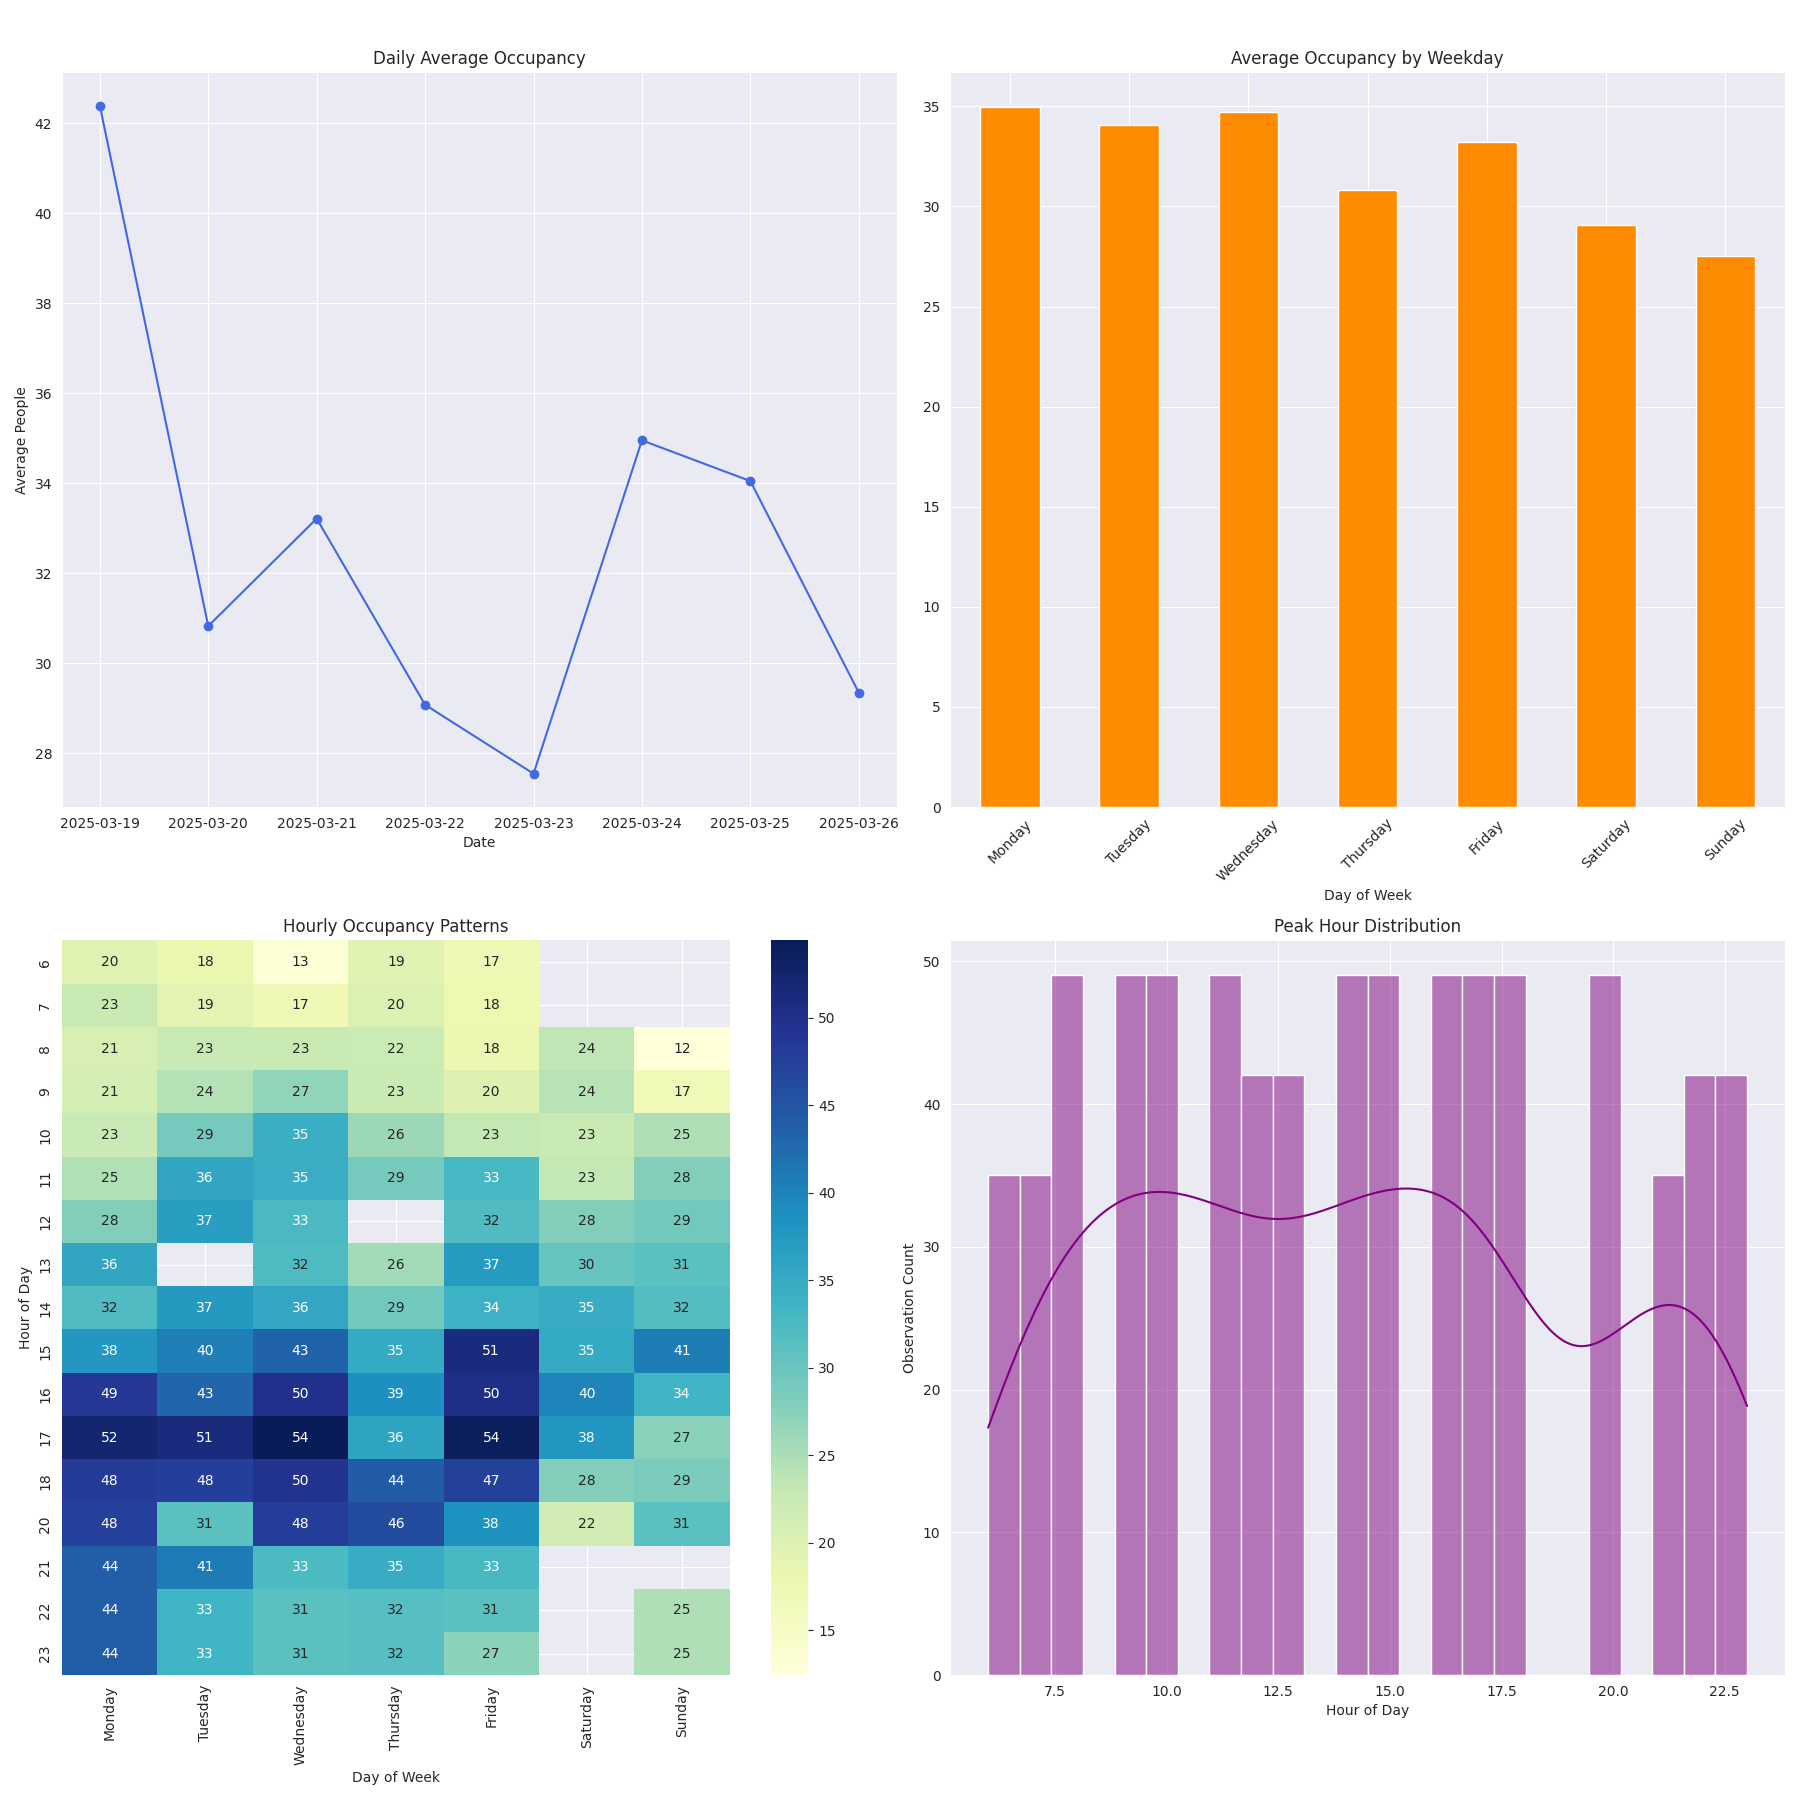 Daily Average Occupancy
Average People
42
40
38
36
34
32
30
28
2025-03-19 2025-03-20 2025-03-21 2025-03-22 2025-03-23 2025-03-24 2025-03-25 2025-03-26
Date
Average Occupancy by Weekday
35
30
25
20
15
10
5
0
Monday Tuesday Wednesday Thursday Friday Saturday Sunday
Day of Week
Hourly Occupancy Patterns
Hour of Day
6 20 18 13 19 17
7 23 19 17 20 18
8 21 23 23 22 18 24 12
9 21 24 27 23 20 24 17
10 23 29 35 26 23 23 25
11 25 36 35 29 33 23 28
12 28 37 33 32 28 29
13 36 32 26 37 30 31
14 32 37 36 29 34 35 32
15 38 40 43 35 51 35 41
16 49 43 50 39 50 40 34
17 52 51 54 36 54 38 27
18 48 48 50 44 47 28 29
20 48 31 48 46 38 22 31
21 44 41 33 35 33
22 44 33 31 32 31 25
23 44 33 31 32 27 25
Monday Tuesday Wednesday Thursday Friday Saturday Sunday
Day of Week
50
45
40
35
30
25
20
15
Peak Hour Distribution
Observation Count
50
40
30
20
10
0
7.5 10.0 12.5 15.0 17.5 20.0 22.5
Hour of Day